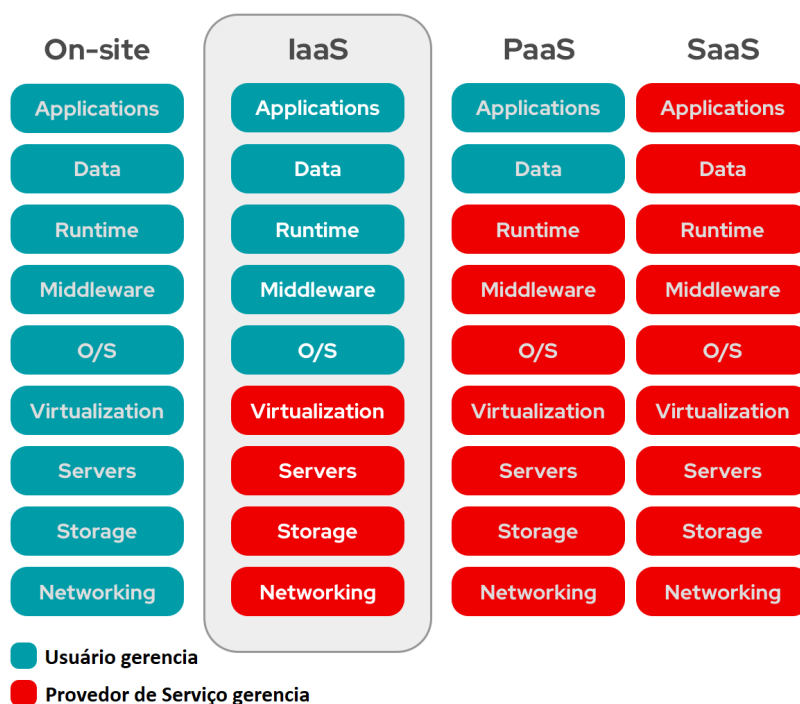 On-site IaaS PaaS SaaS
Applications Applications Applications Applications
Data Data Data Data
Runtime Runtime Runtime Runtime
Middleware Middleware Middleware Middleware
O/S O/S O/S O/S
Virtualization Virtualization Virtualization Virtualization
Servers Servers Servers Servers
Storage Storage Storage Storage
Networking Networking Networking Networking
Usuário gerencia
Provedor de Serviço gerencia